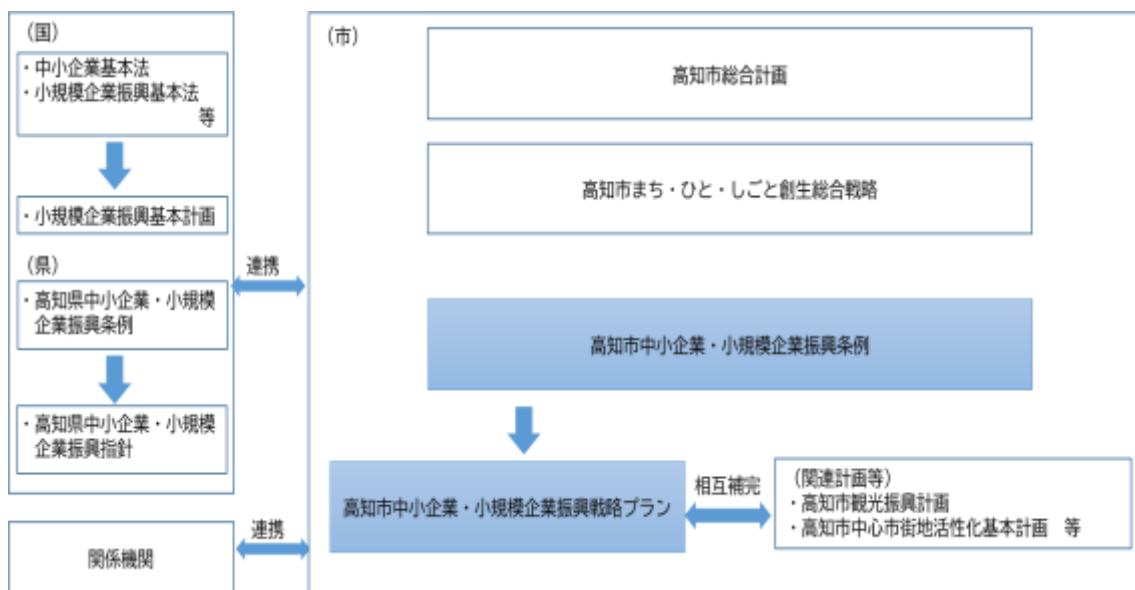 (国)
・中小企業基本法
・小規模企業振興基本法
等
・小規模企業振興基本計画
(県)
・高知県中小企業・小規模
企業振興条例
・高知県中小企業・小規模
企業振興指針
関係機関
連携
連携
(市)
高知市総合計画
高知市まち・ひと・しごと創生総合戦略
高知市中小企業・小規模企業振興条例
高知市中小企業・小規模企業振興戦略プラン
相互補完
(関連計画等)
・高知市観光振興計画
・高知市中心市街地活性化基本計画　等